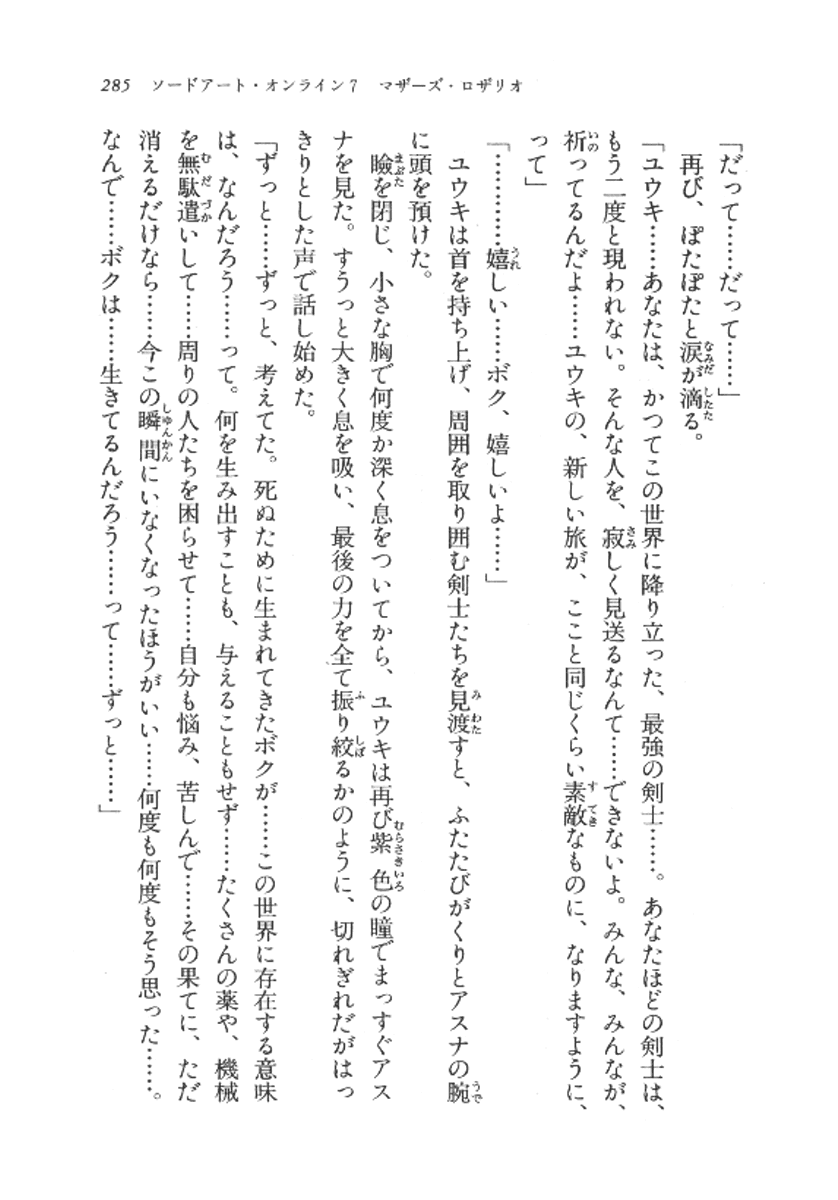 285 ソードアート・オンライン7 マザーズ・ロザリオ
「だって……だって……」
再び、ぽたぽたと涙が滴る。
「ユウキ……あなたは、かつてこの世界に降り立った、最強の剣士……。あなたほどの剣士は、
もう二度と現われない。そんな人を、寂しく見送るなんて……できないよ。みんな、みんなが、
祈ってるんだよ……ユウキの、新しい旅が、ここと同じくらい素敵なものに、なりますように、
って」
「…………嬉しい……ボク、嬉しいよ……」
ユウキは首を持ち上げ、周囲を取り囲む剣士たちを見渡すと、ふたたびがくりとアスナの腕
に頭を預けた。
瞼を閉じ、小さな胸で何度か深く息をついてから、ユウキは再び紫色の瞳でまっすぐアス
ナを見た。すうっと大きく息を吸い、最後の力を全て振り絞るかのように、切れぎれだがはっ
きりとした声で話し始めた。
「ずっと……ずっと、考えてた。死ぬために生まれてきたボクが……この世界に存在する意味
は、なんだろう……って。何を生み出すことも、与えることもせず……たくさんの薬や、機械
を無駄遣いして……周りの人たちを困らせて……自分も悩み、苦しんで……その果てに、ただ
消えるだけなら……今この瞬間にいなくなったほうがいい……何度も何度もそう思った……。
なんで……ボクは……生きてるんだろう……って……ずっと……」